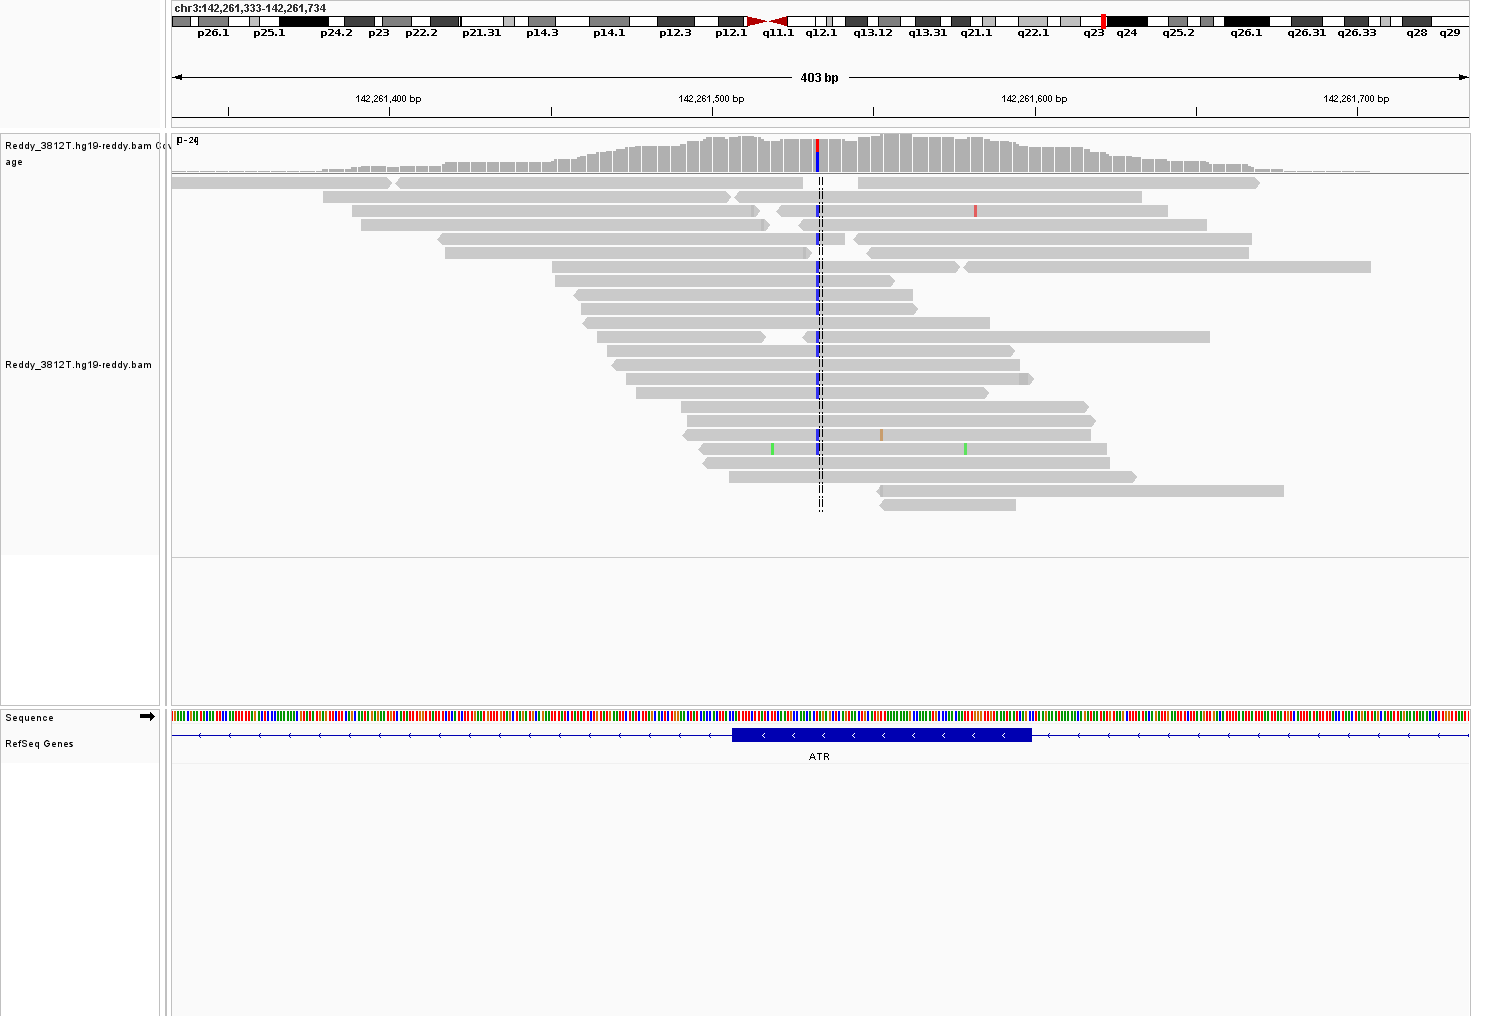 chr3:142,261,333-142,261,734
p26.1 p25.1 p24.2 p23 p22.2 p21.31 p14.3 p14.1 p12.3 p12.1 q11.1 q12.1 q13.12 q13.31 q21.1 q22.1 q23 q24 q25.2 q26.1 q26.31 q26.33 q28 q29
403 bp
142,261,400 bp 142,261,500 bp 142,261,600 bp 142,261,700 bp
Reddy_3812T.hg19-reddy.bam Cov
age
[0-24]
Reddy_3812T.hg19-reddy.bam
Sequence
RefSeq Genes
ATR